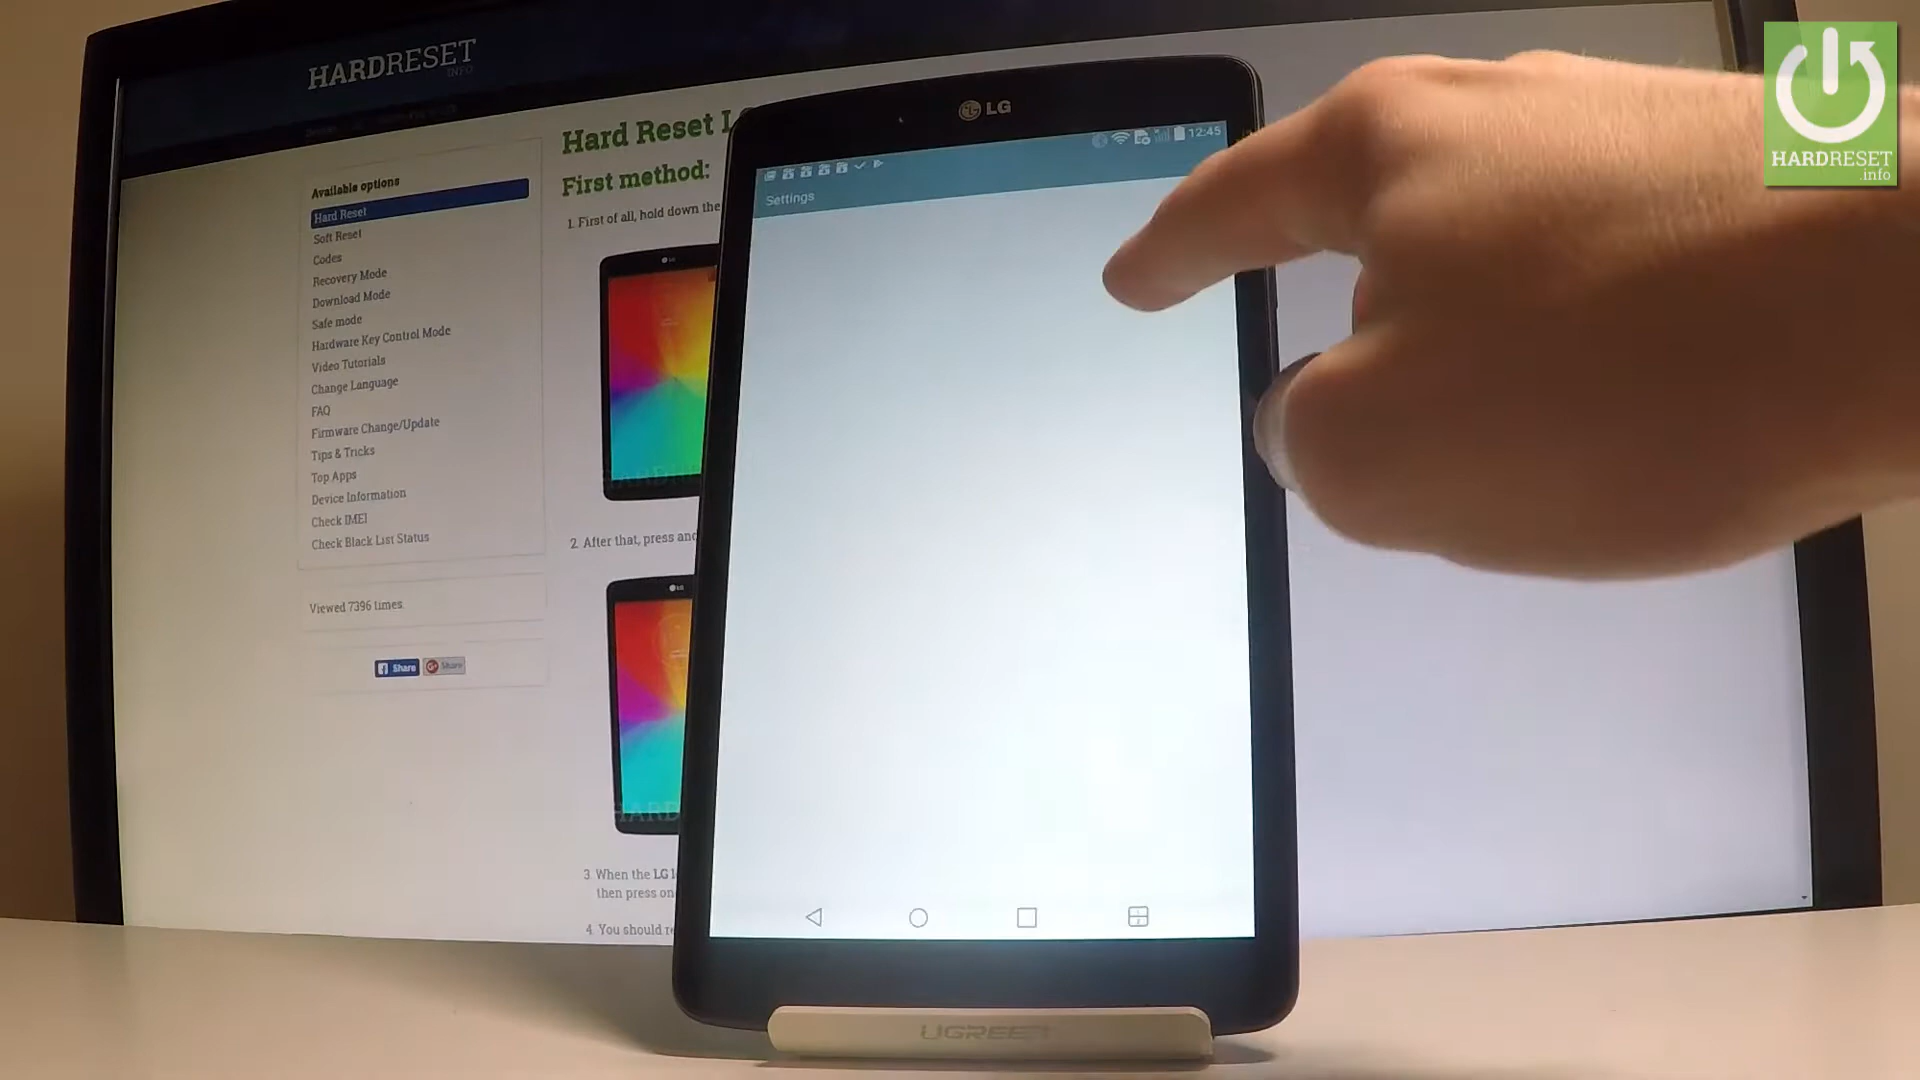 HARDRESET
INFO
HARDRESET
.info
Available options
Hard Reset
Soft Reset
Codes
Recovery Mode
Download Mode
Safe mode
Hardware Key Control Mode
Video Tutorials
Change Language
FAQ
Firmware Change/Update
Tips & Tricks
Top Apps
Device Information
Check IMEI
Check Black List Status
Viewed 7396 times
Share
Share
Hard Reset
First method:
1. First of all, hold down the
2. After that, press and
3. When the LG
then press on
4. You should
LG
12:45
Settings
UGREEN